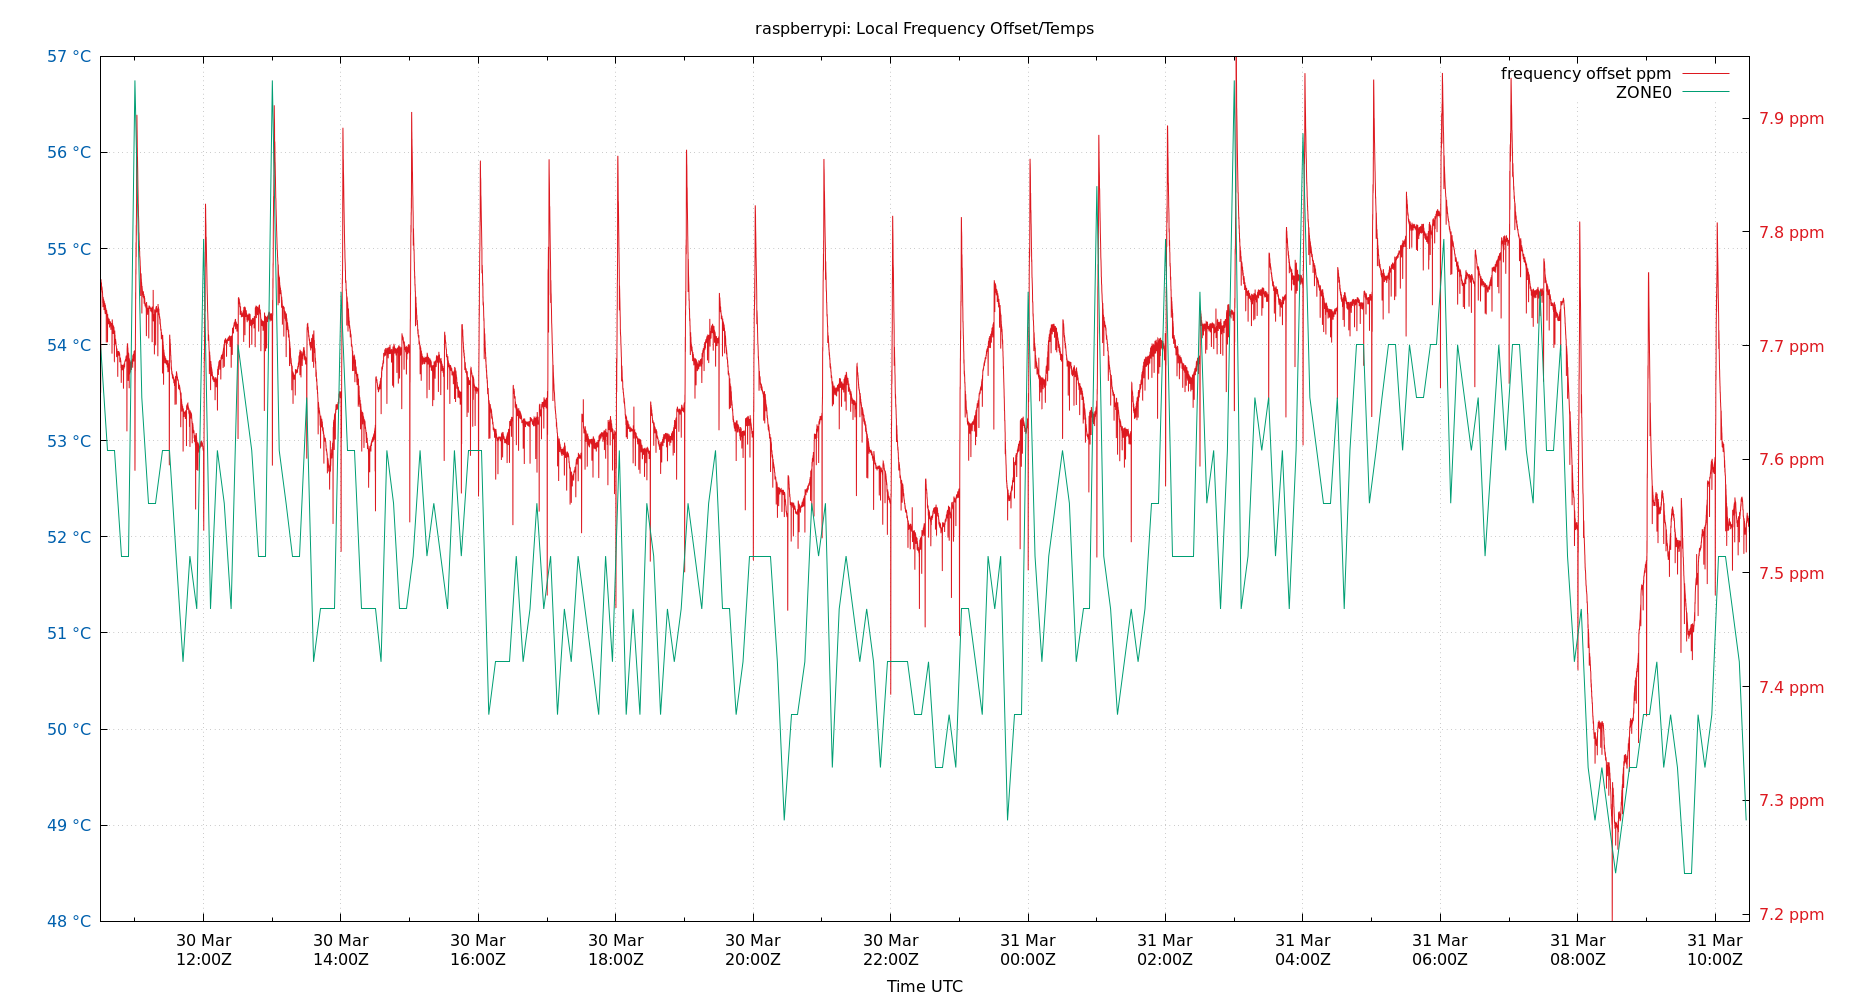 raspberrypi: Local Frequency Offset/Temps
57 °C
56 °C
55 °C
54 °C
53 °C
52 °C
51 °C
50 °C
49 °C
48 °C
frequency offset ppm
ZONE0
7.9 ppm
7.8 ppm
7.7 ppm
7.6 ppm
7.5 ppm
7.4 ppm
7.3 ppm
7.2 ppm
30 Mar 30 Mar 30 Mar 30 Mar 30 Mar 30 Mar 31 Mar 31 Mar 31 Mar 31 Mar 31 Mar 31 Mar
12:00Z 14:00Z 16:00Z 18:00Z 20:00Z 22:00Z 00:00Z 02:00Z 04:00Z 06:00Z 08:00Z 10:00Z
Time UTC